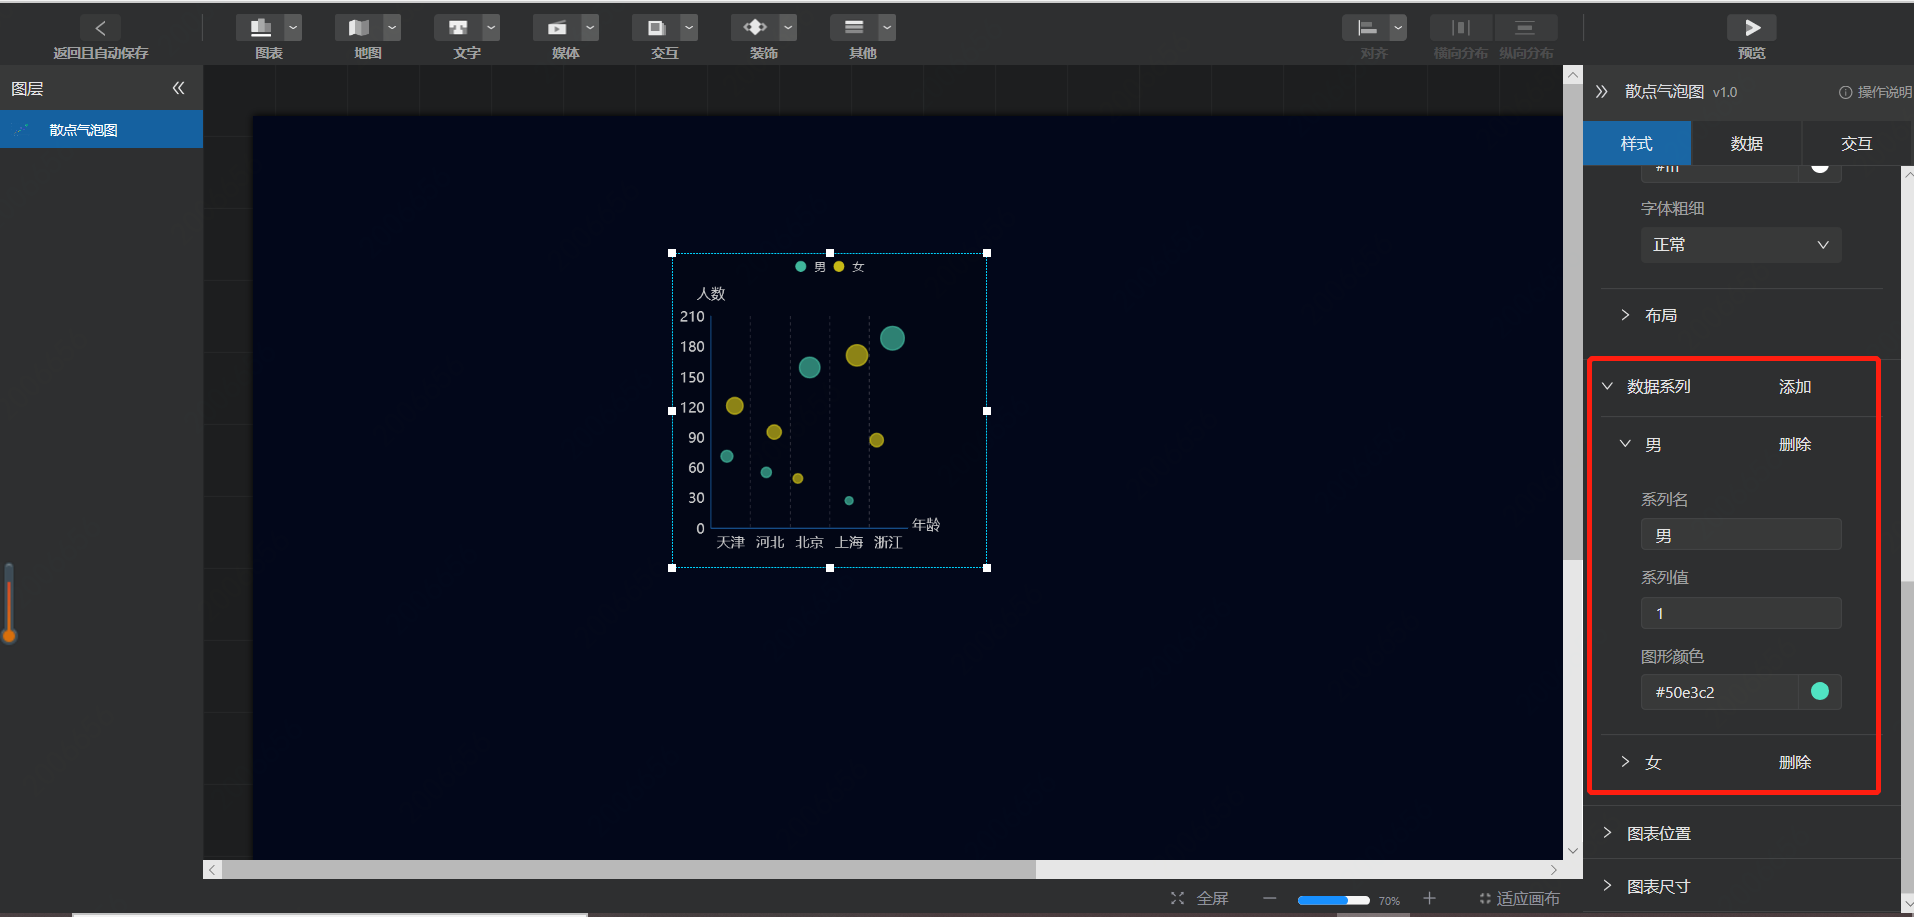 返回且自动保存
图表
地图
文字
媒体
交互
装饰
其他
对齐
横向分布
纵向分布
预览
图层
散点气泡图
散点气泡图 v1.0
操作说明
样式
数据
交互
字体粗细
正常
布局
数据系列 添加
男 删除
系列名
男
系列值
1
图形颜色
#50e3c2
女 删除
图表位置
图表尺寸
男 女
人数
210
180
150
120
90
60
30
0
年龄
天津 河北 北京 上海 浙江
全屏
70%
适应画布